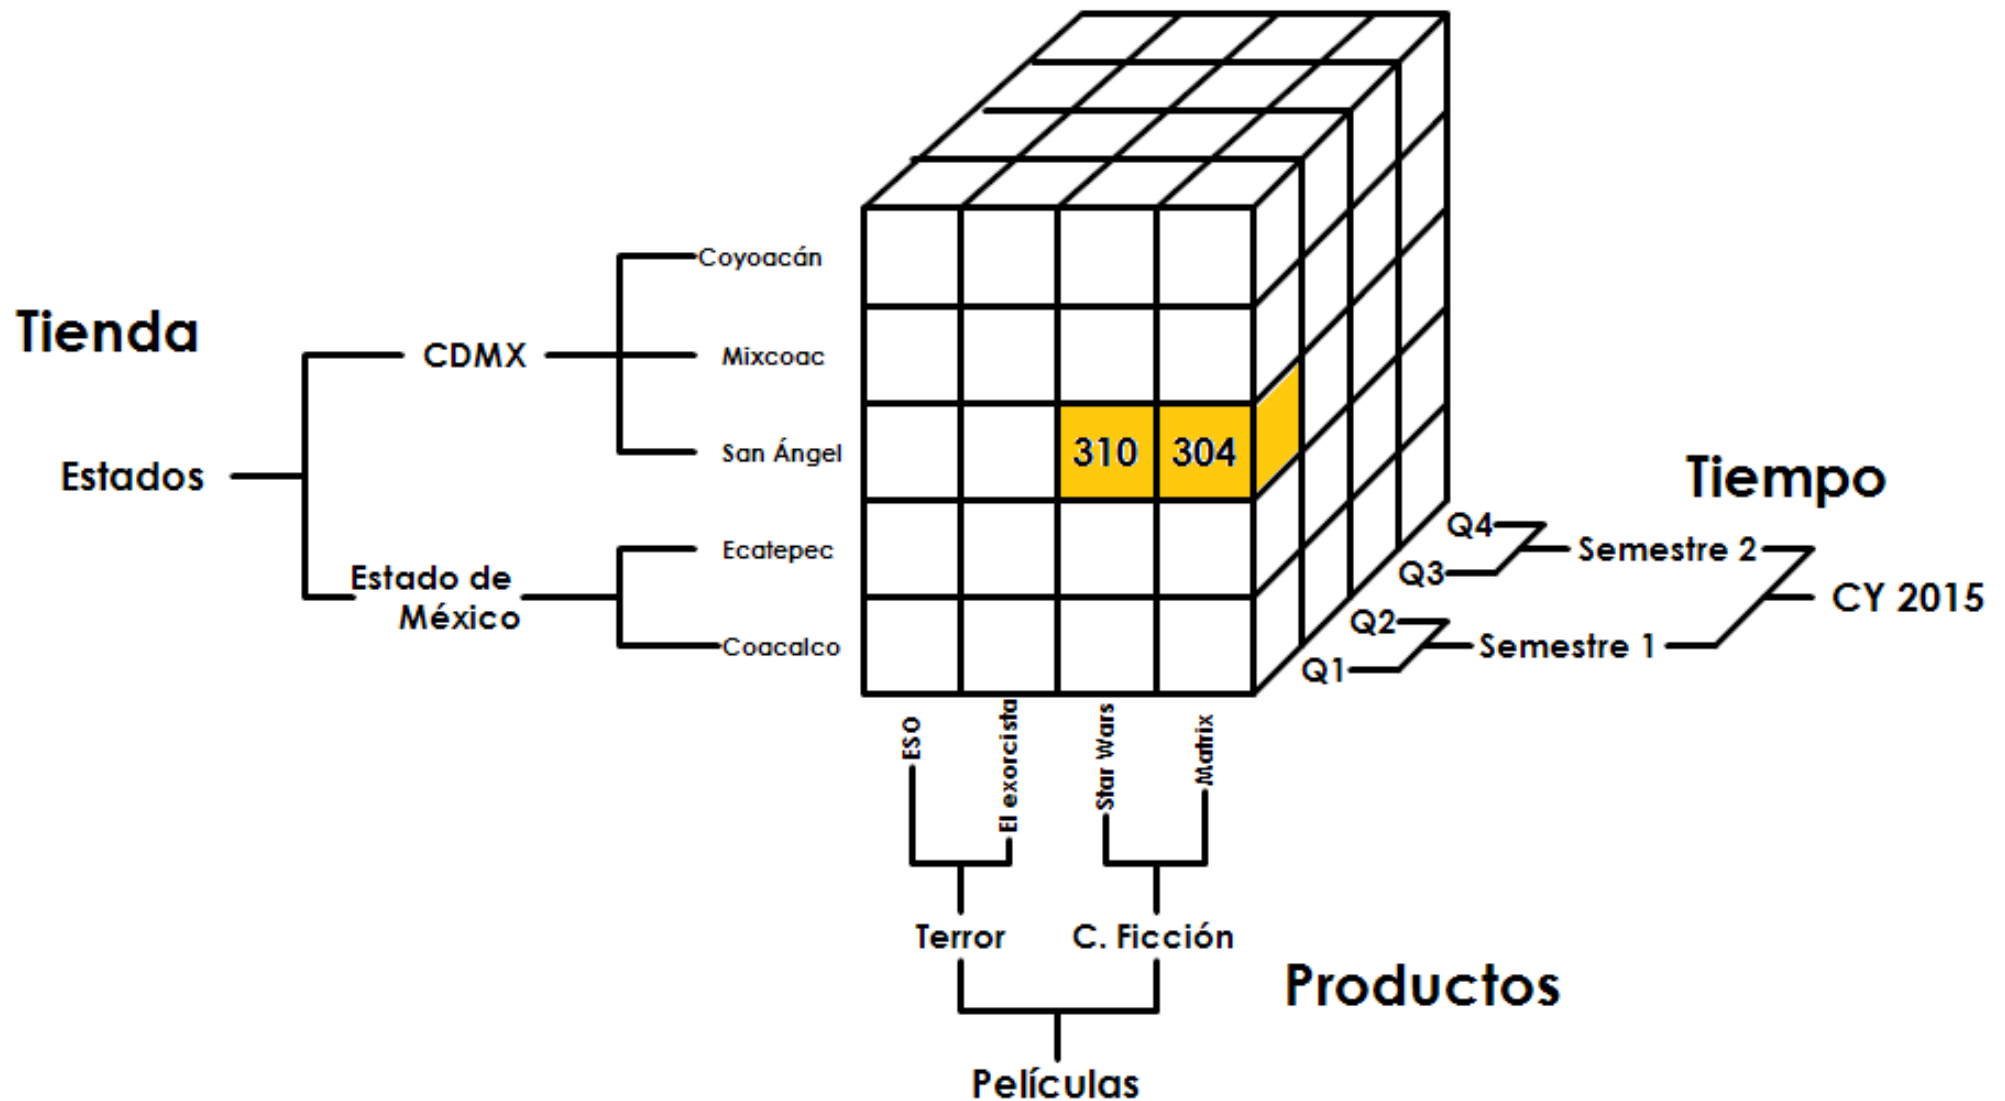 Tienda
Estados
CDMX
Estado de
México
Coyoacán
Mixcoac
San Ángel
Ecatepec
Coacalco
310
304
Tiempo
Q4
Q3
Q2
Q1
Semestre 2
Semestre 1
CY 2015
ESO
El exorcista
Star Wars
Matrix
Terror
C. Ficción
Productos
Películas